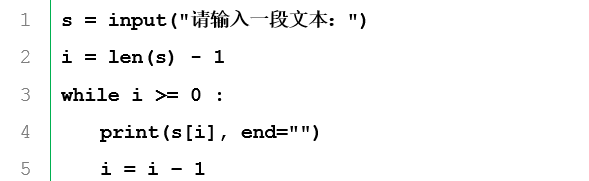 1 s = input("请输入一段文本: ")
2 i = len(s) - 1
3 while i >= 0 :
4 print(s[i], end="")
5 i = i – 1